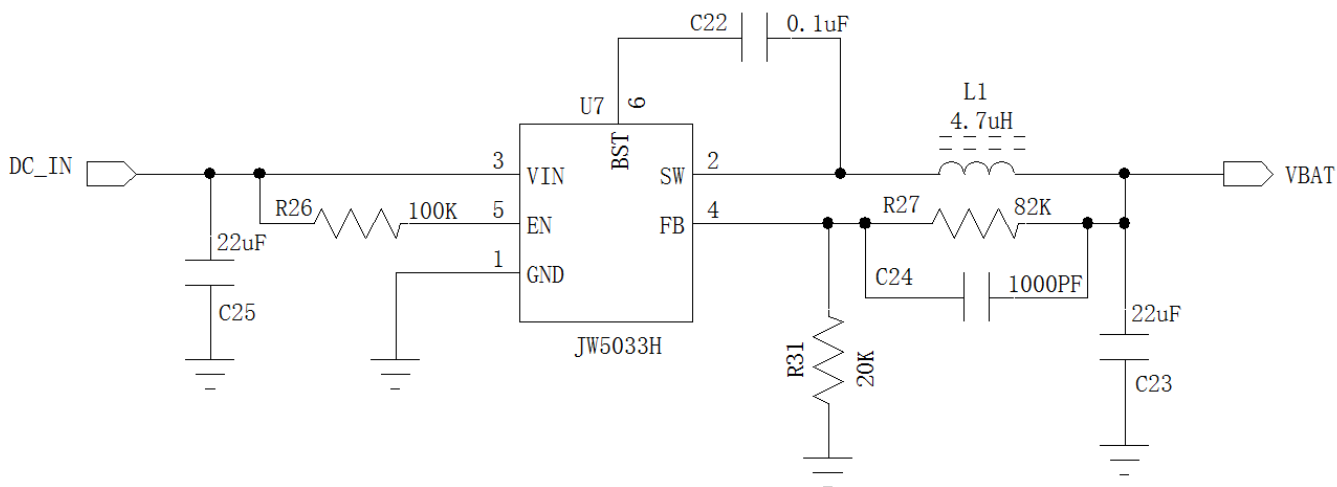 C22 0.1uF
U7
6
L1
4.7uH
BST
DC_IN
3
VIN
SW
2
VBAT
R26
100K
5
EN
FB
4
R27
82K
22uF
1
GND
C24
1000PF
C25
22uF
JW5033H
R31
20K
C23